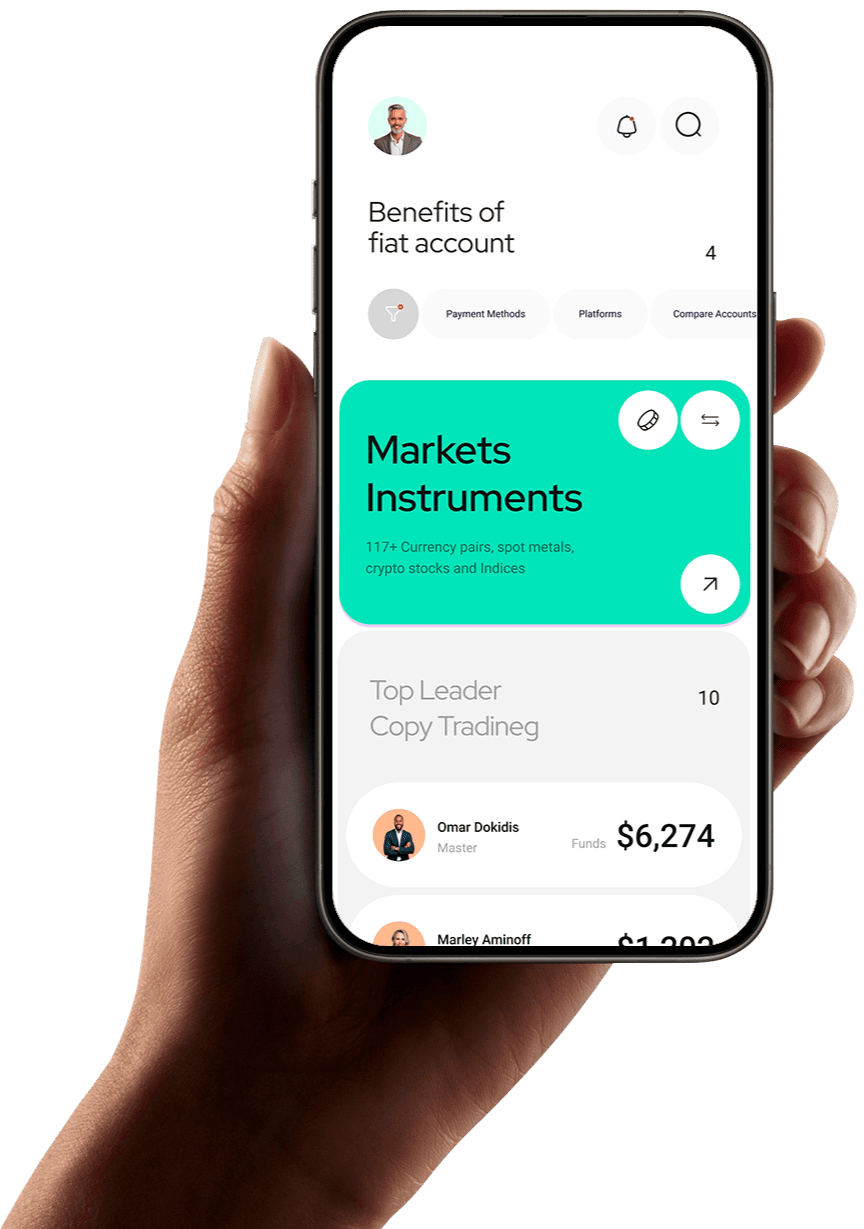 Benefits of
fiat account
4
Payment Methods Platforms Compare Accounts
Markets
Instruments
117+ Currency pairs, spot metals,
crypto stocks and Indices
Top Leader
10
Copy Tradineg
Omar Dokidis
Master
Funds $6,274
Marley Aminoff